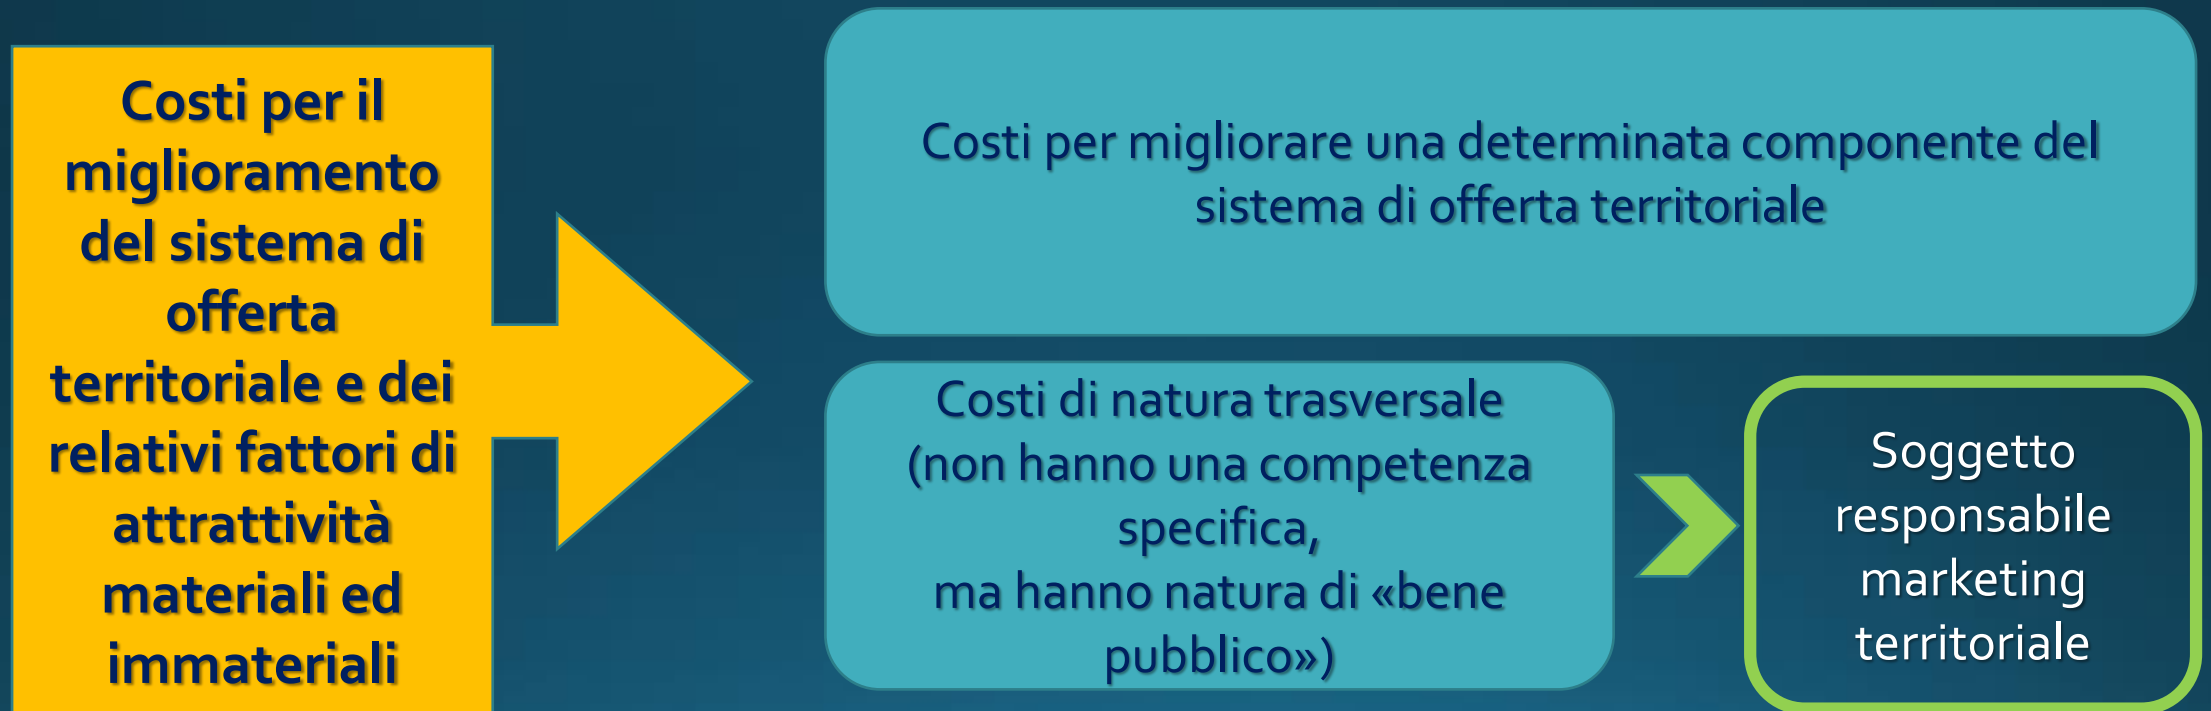 Costi per il
miglioramento
del sistema di
offerta
territoriale e dei
relativi fattori di
attrattività
materiali ed
immateriali
Costi per migliorare una determinata componente del
sistema di offerta territoriale
Costi di natura trasversale
(non hanno una competenza
specifica,
ma hanno natura di «bene
pubblico»)
Soggetto
responsabile
marketing
territoriale